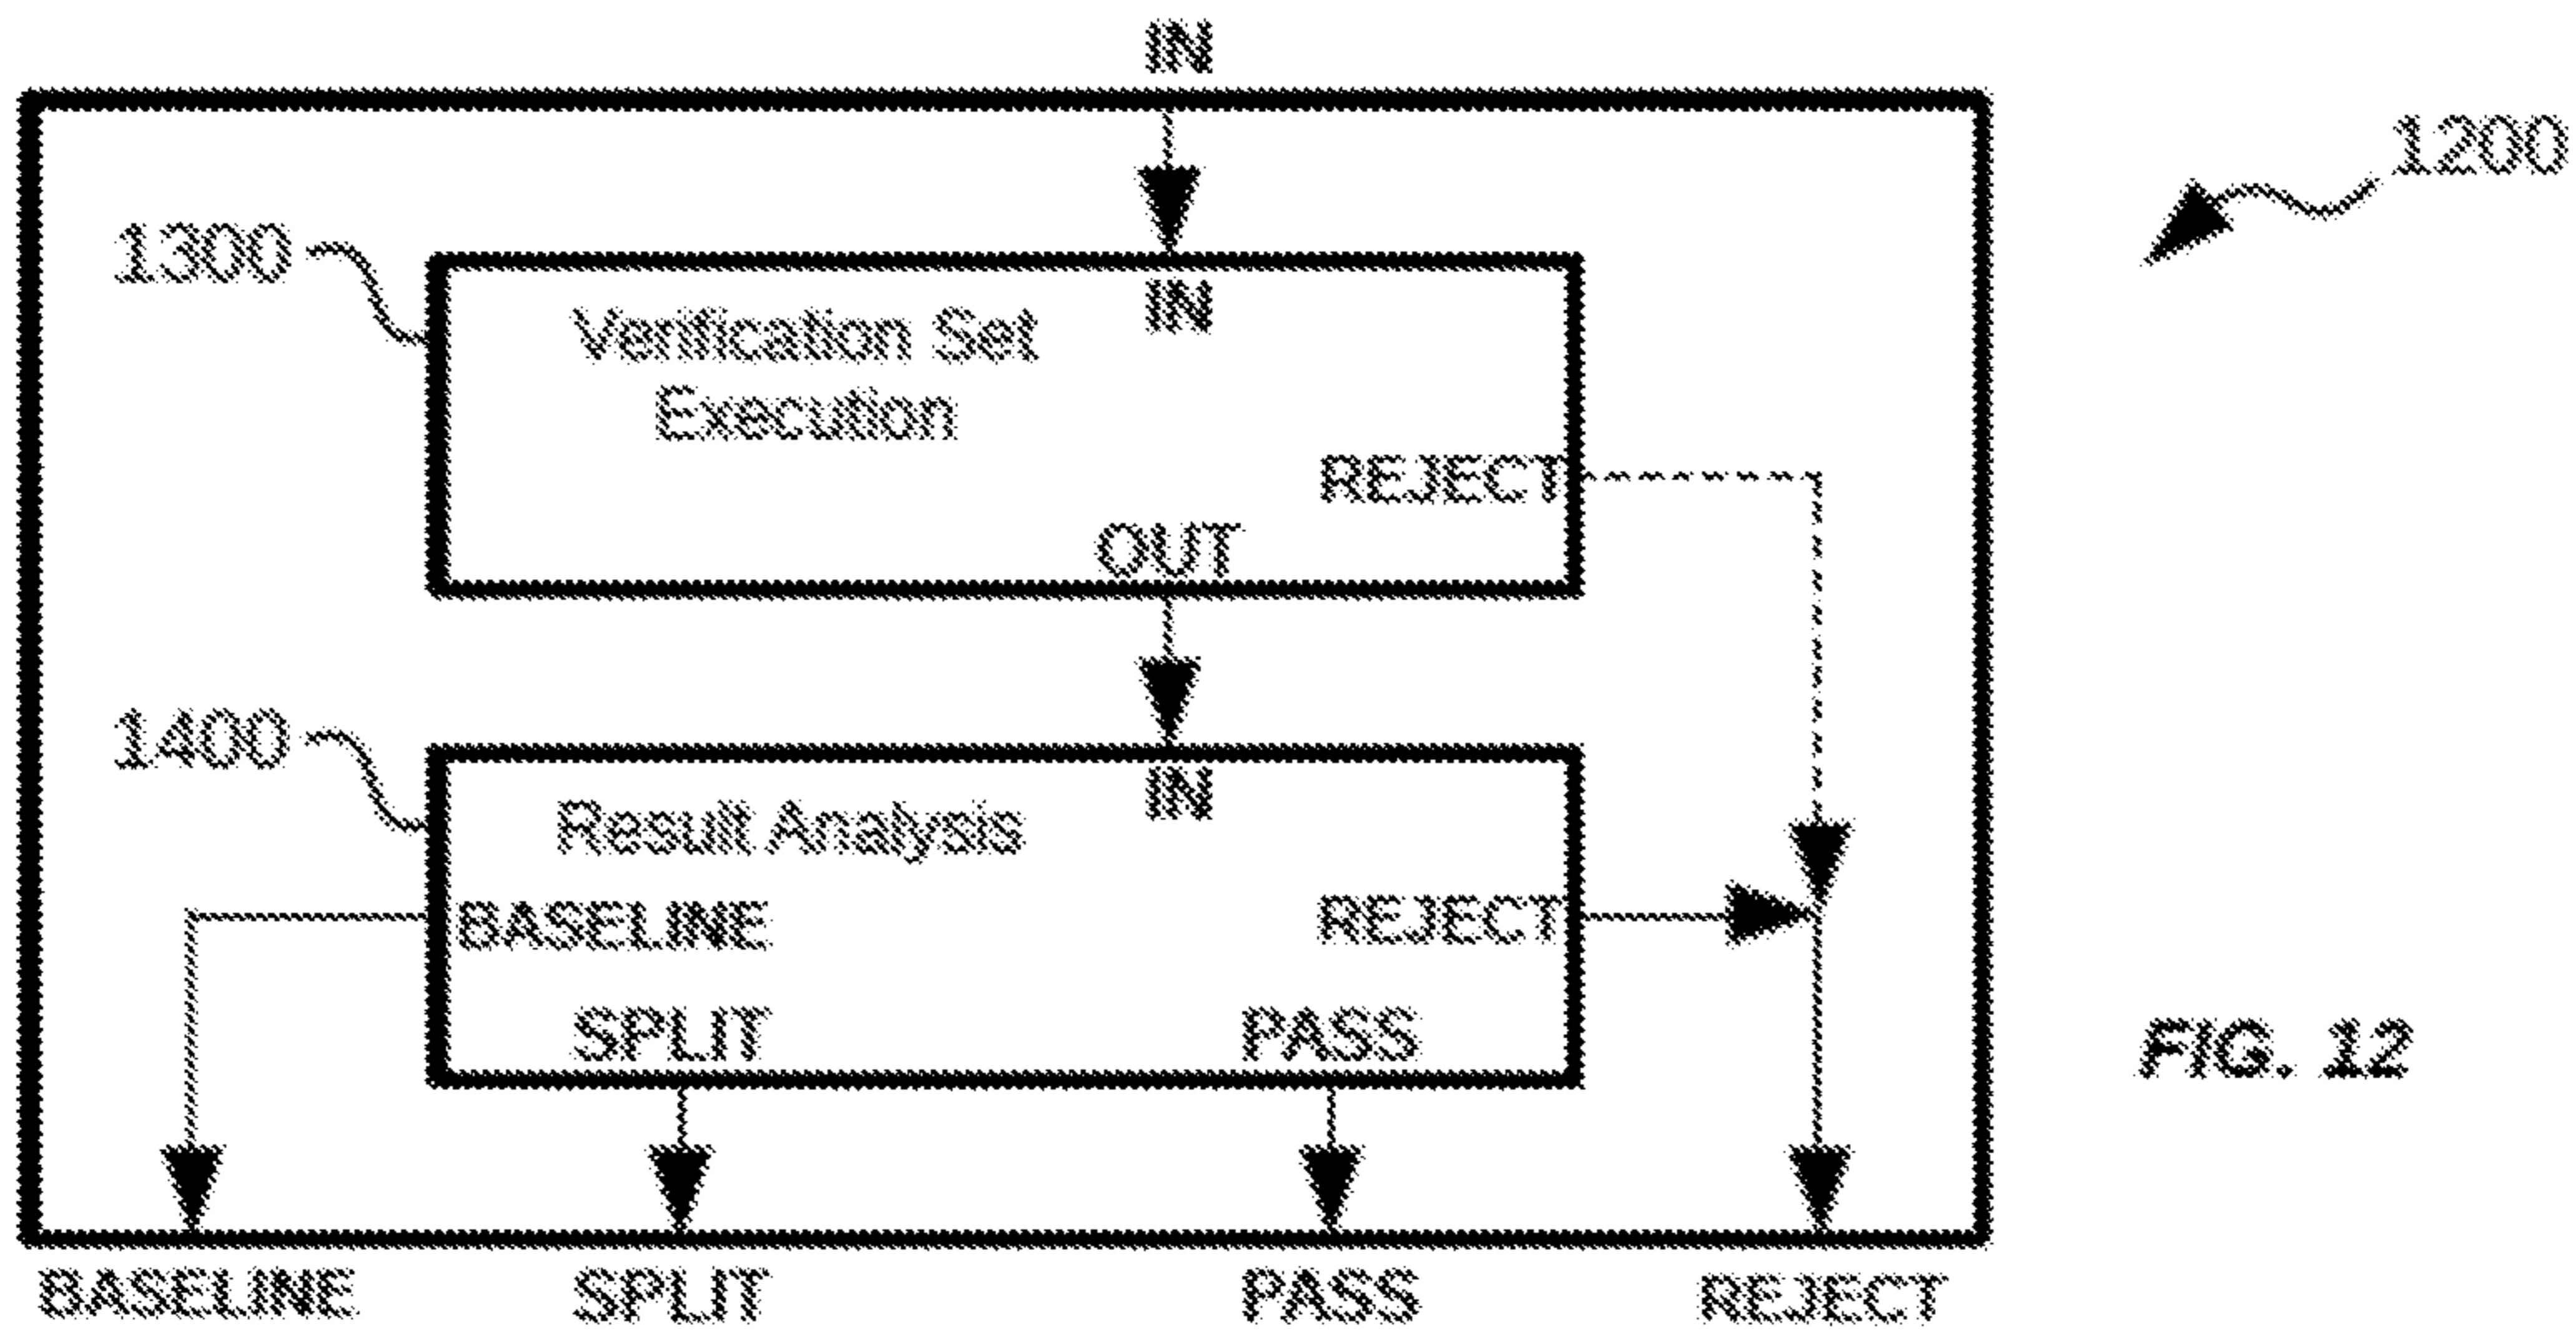 IN
1200
1300
IN
Verification Set
Execution
REJECT
OUT
1400
IN
Result Analysis
BASELINE
REJECT
SPLIT
PASS
FIG. 12
BASELINE
SPLIT
PASS
REJECT